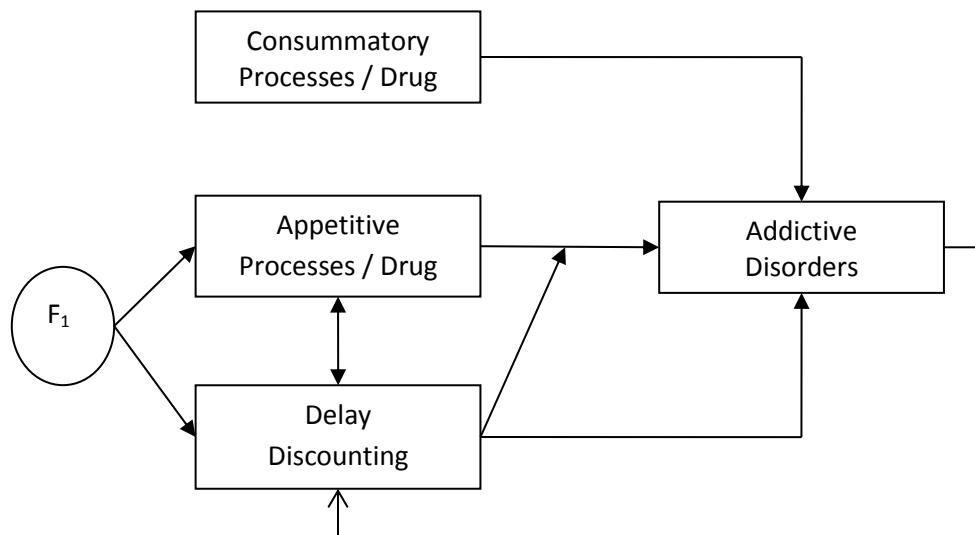 Consummatory
Processes / Drug
Appetitive
Processes / Drug
Addictive
Disorders
F₁
Delay
Discounting